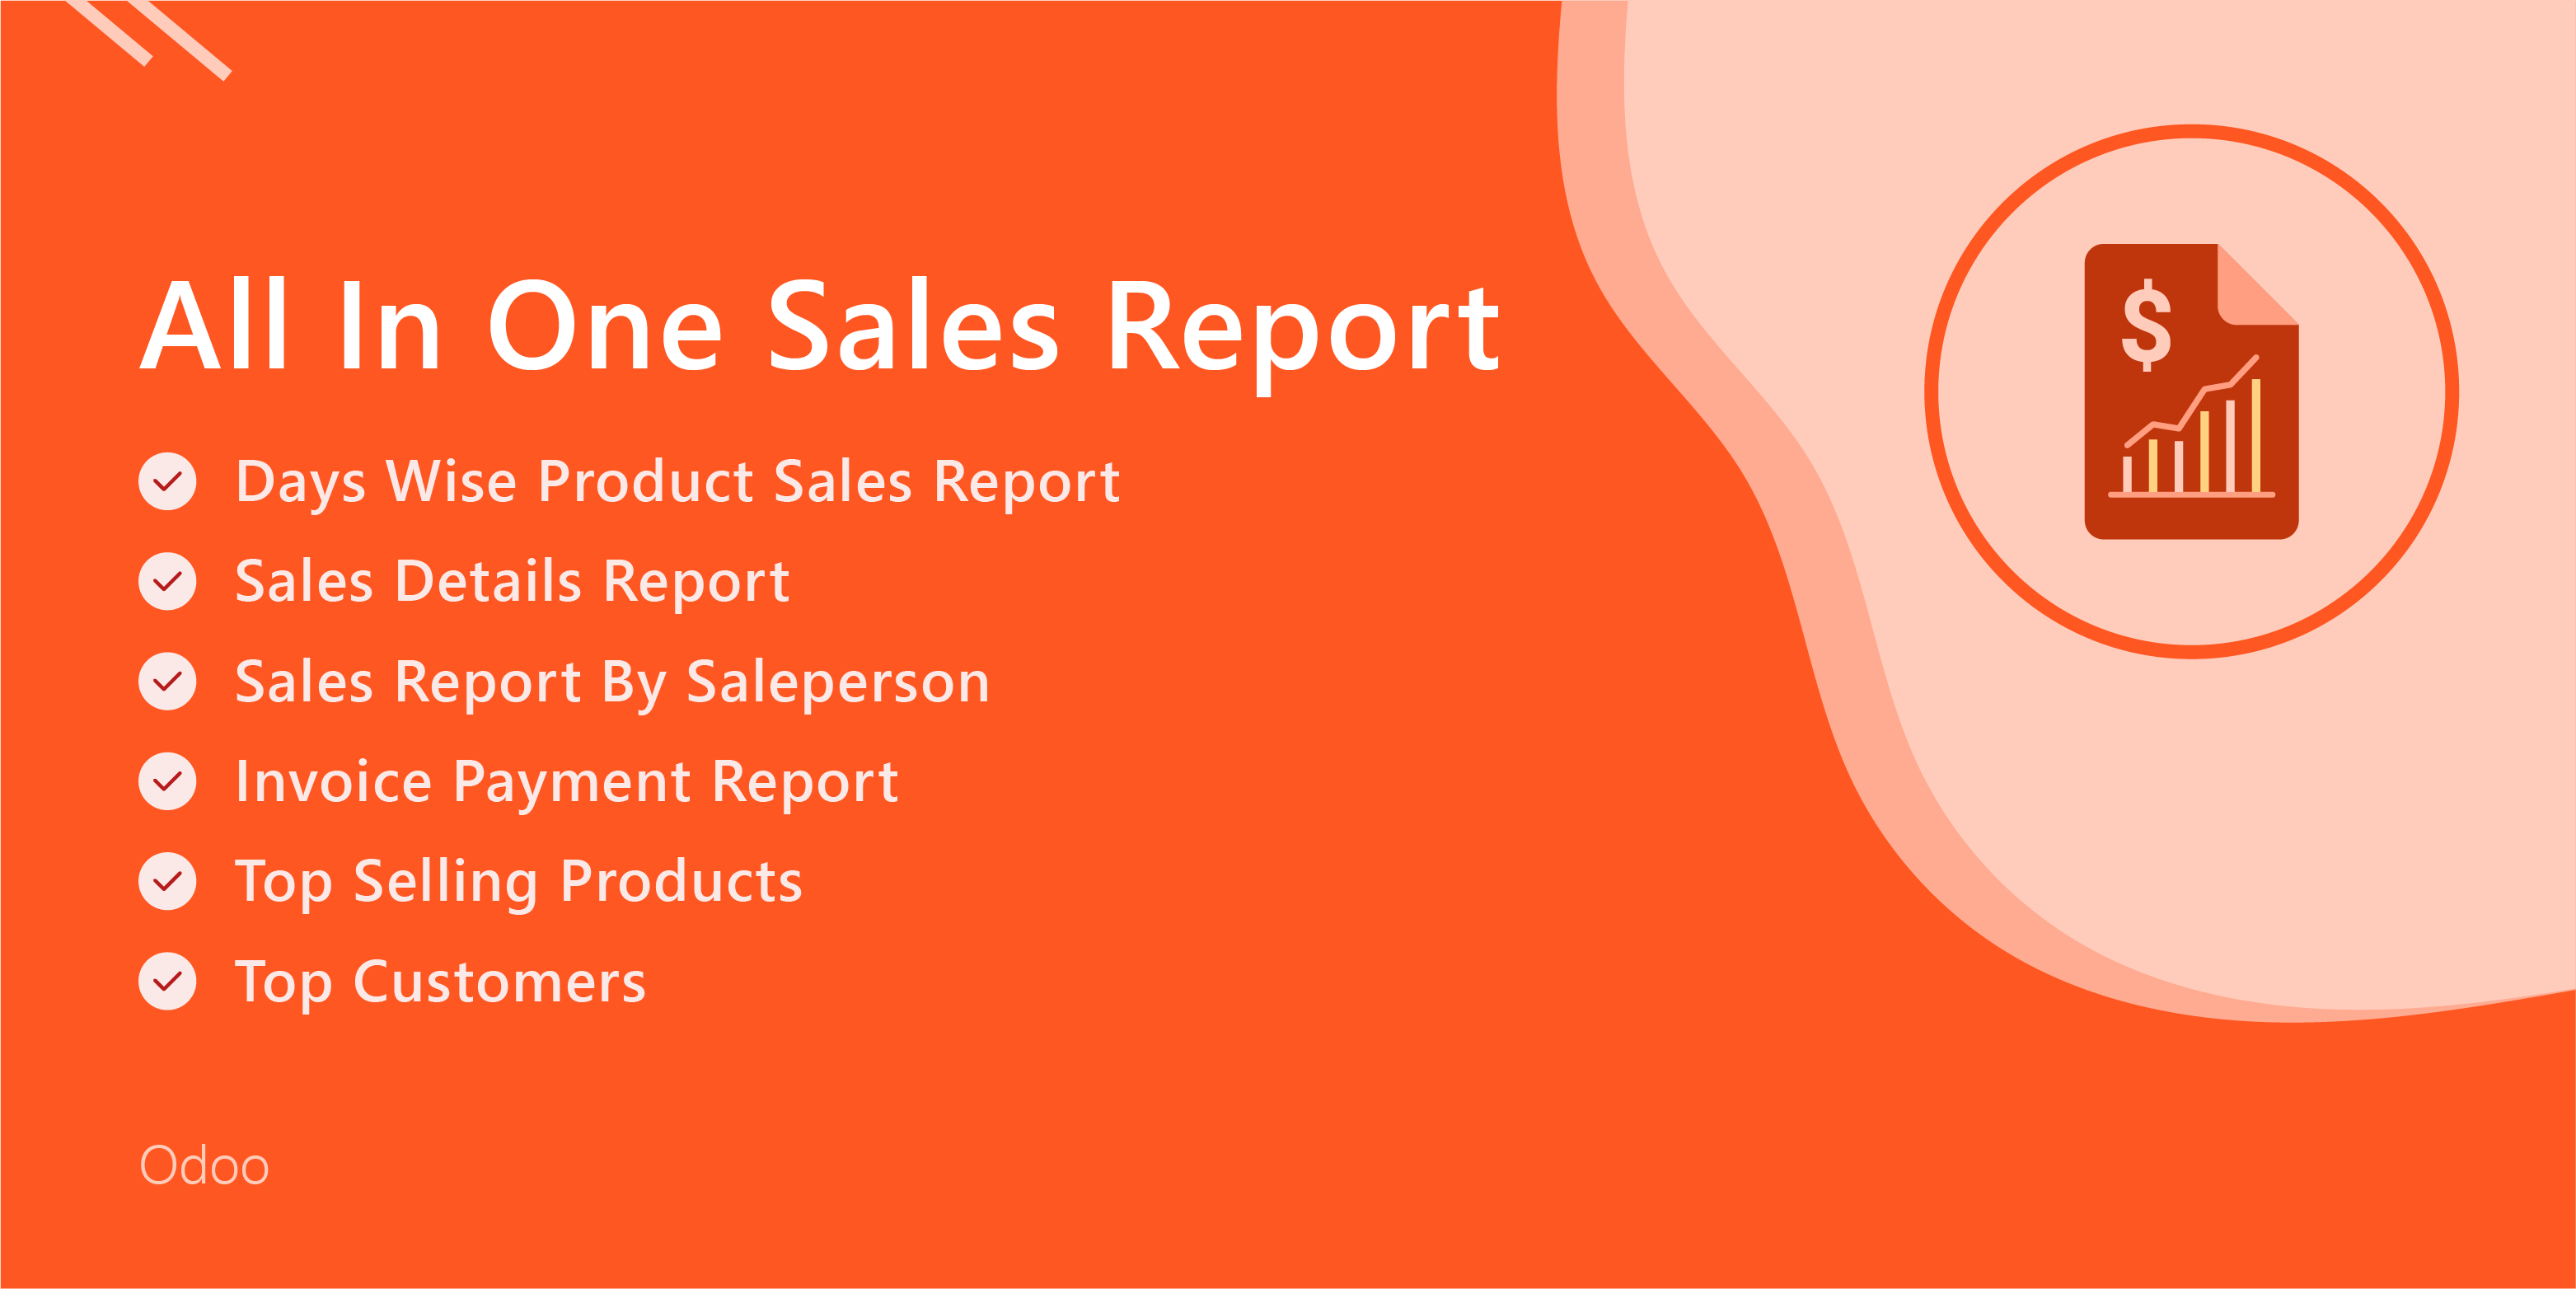 All In One Sales Report
Days Wise Product Sales Report
Sales Details Report
Sales Report By Saleperson
Invoice Payment Report
Top Selling Products
Top Customers
Odoo
$